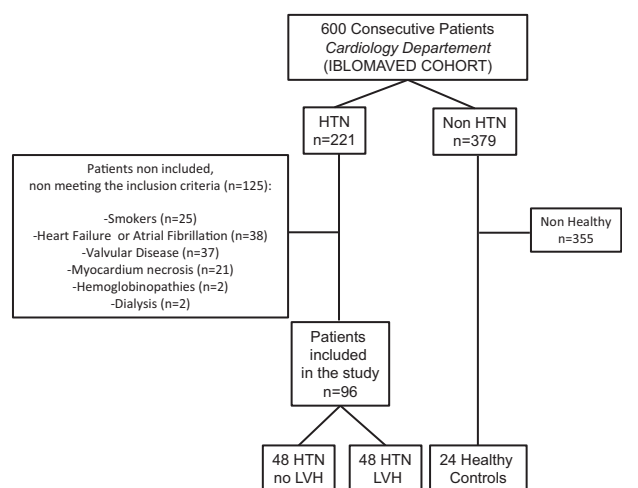 600 Consecutive Patients
Cardiology Departement
(IBLOMAVED COHORT)
HTN
n=221
Non HTN
n=379
Patients non included,
non meeting the inclusion criteria (n=125):
-Smokers (n=25)
-Heart Failure or Atrial Fibrillation (n=38)
-Valvular Disease (n=37)
-Myocardium necrosis (n=21)
-Hemoglobinopathies (n=2)
-Dialysis (n=2)
Non Healthy
n=355
Patients
included
in the study
n=96
48 HTN
no LVH
48 HTN
LVH
24 Healthy
Controls